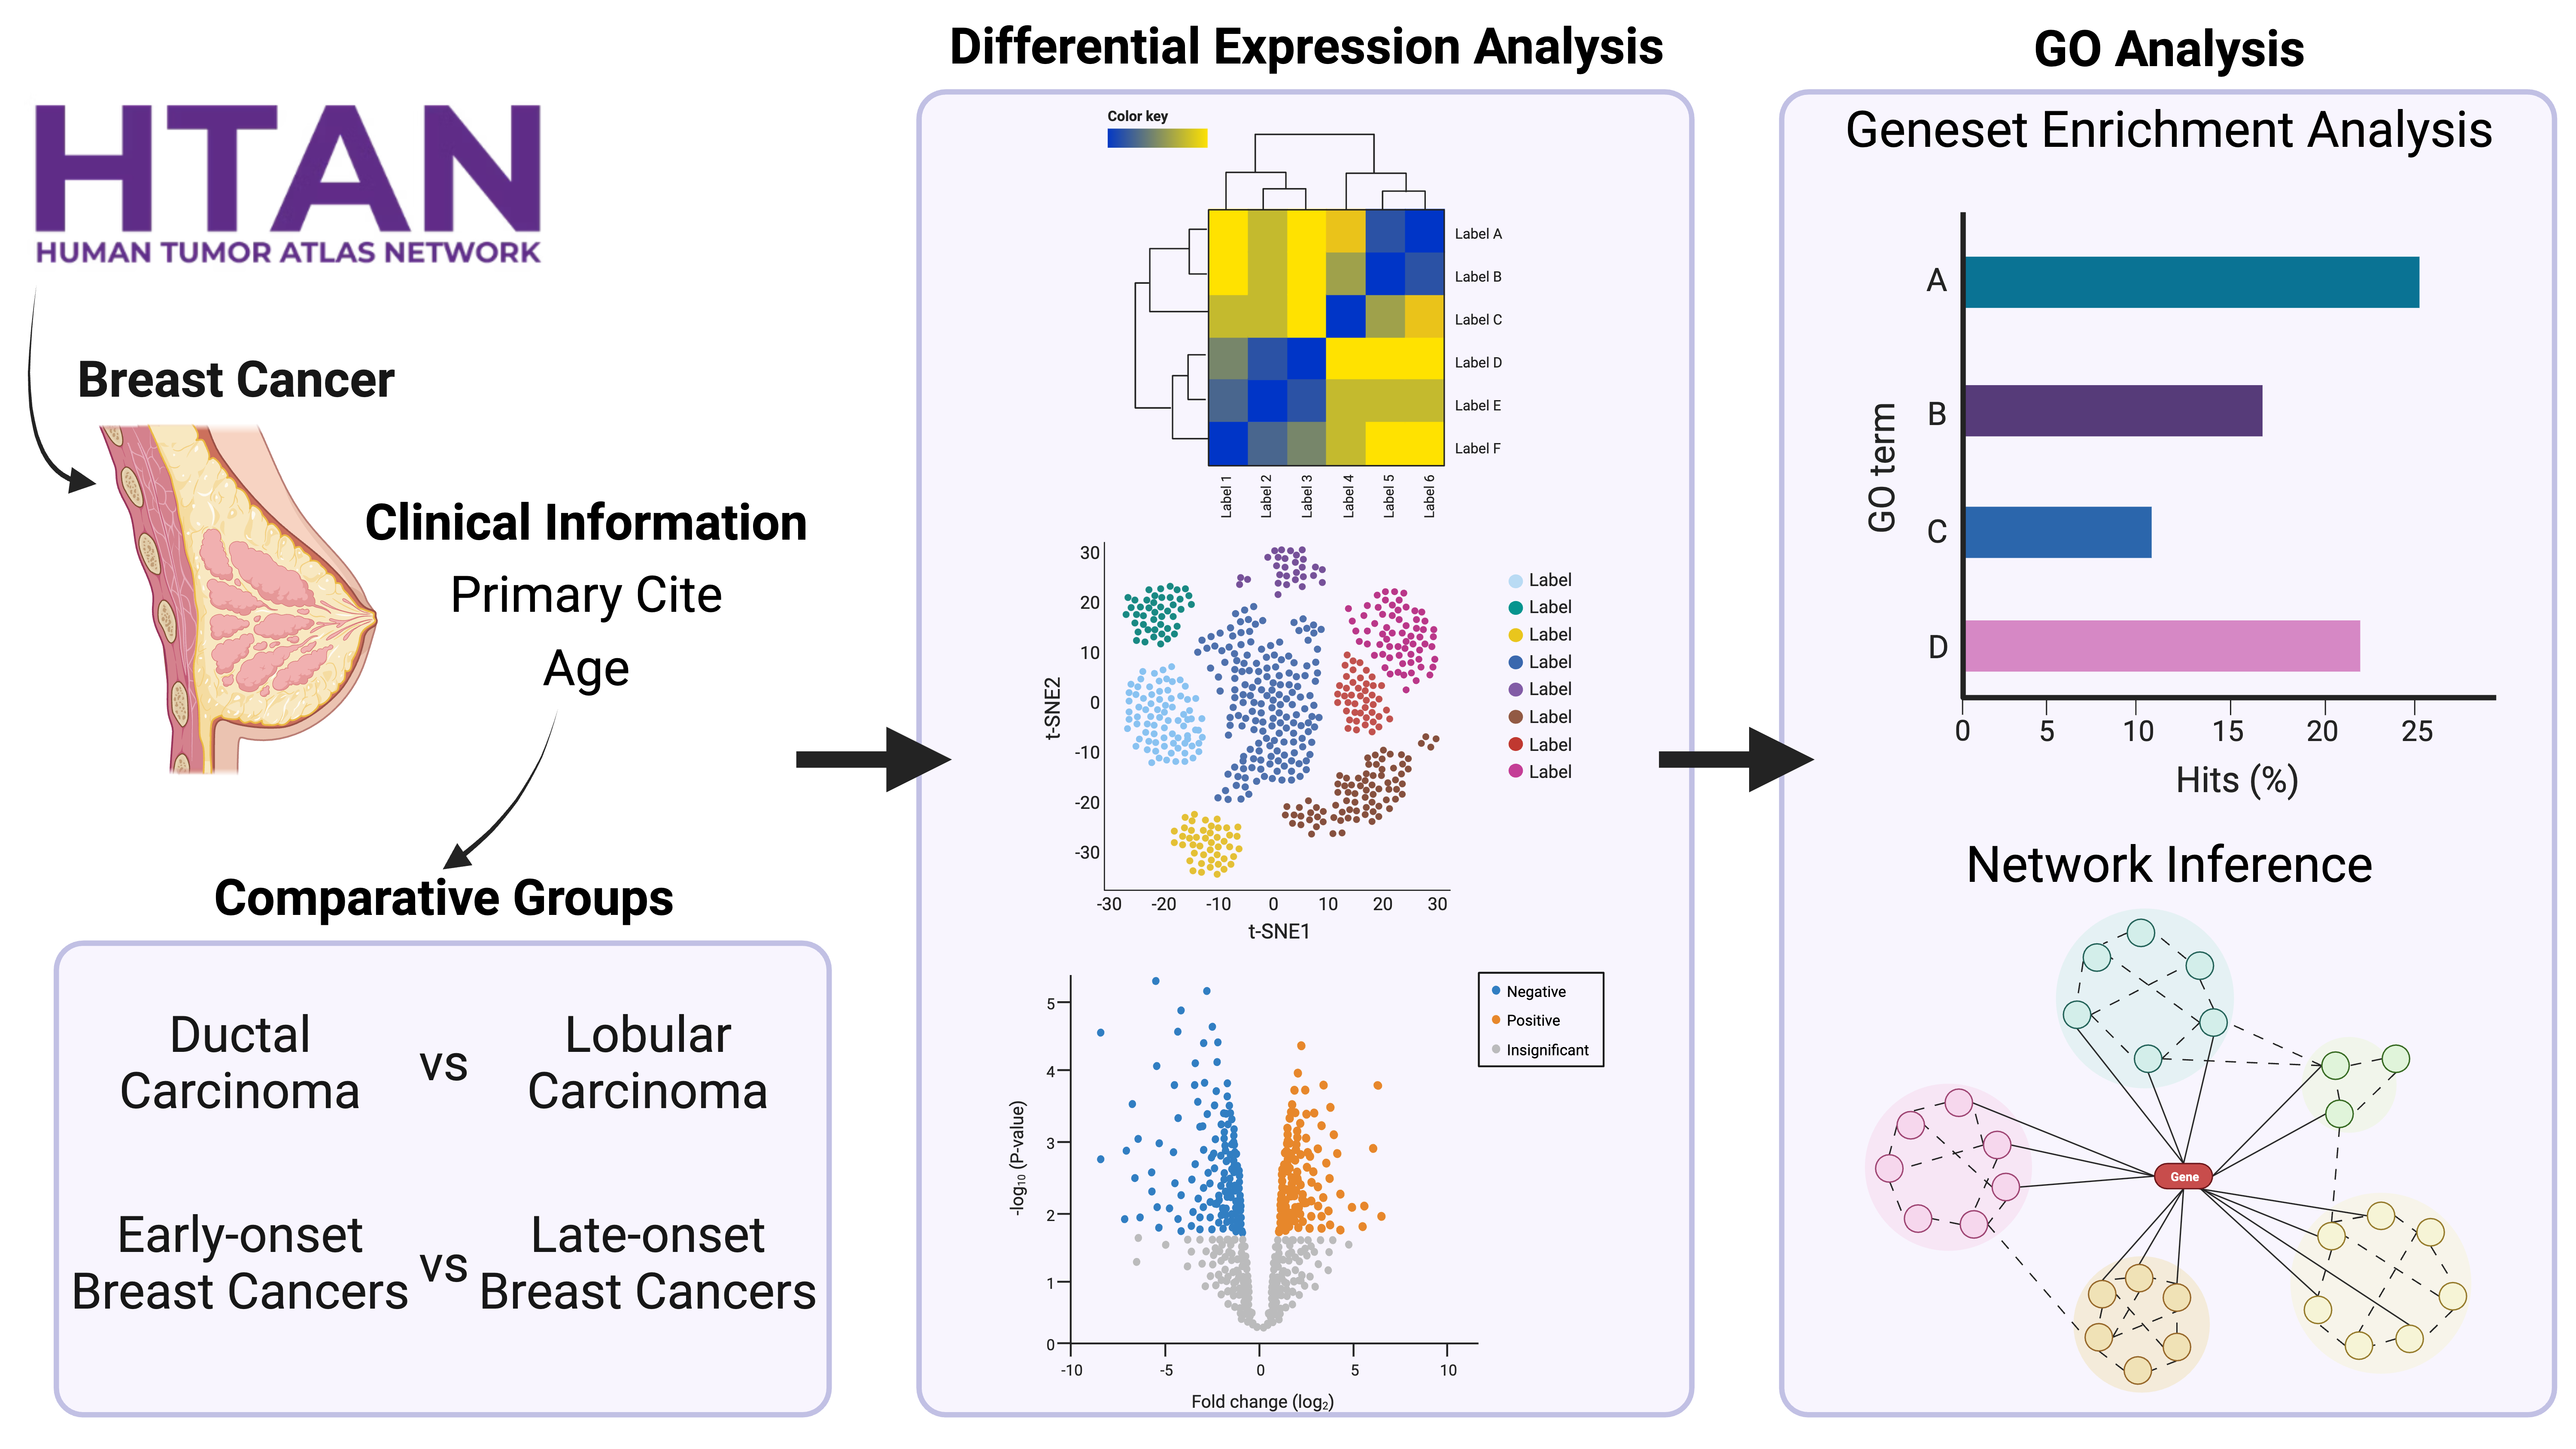 HTAN
HUMAN TUMOR ATLAS NETWORK
Breast Cancer
Clinical Information
Primary Cite
Age
Comparative Groups
Ductal
Carcinoma
vs
Lobular
Carcinoma
Early-onset
Breast Cancers
vs
Late-onset
Breast Cancers
Differential Expression Analysis
Color key
Label A
Label B
Label C
Label D
Label E
Label F
Label 1
Label 2
Label 3
Label 4
Label 5
Label 6
t-SNE2
30
20
10
0
-10
-20
-30
-30 -20 -10 0 10 20 30
t-SNE1
Label
Label
Label
Label
Label
Label
Label
Label
-log₁₀ (P-value)
5
4
3
2
1
0
-10 -5 0 5 10
Fold change (log₂)
Negative
Positive
Insignificant
GO Analysis
Geneset Enrichment Analysis
GO term
A
B
C
D
0 5 10 15 20 25
Hits (%)
Network Inference
Gene